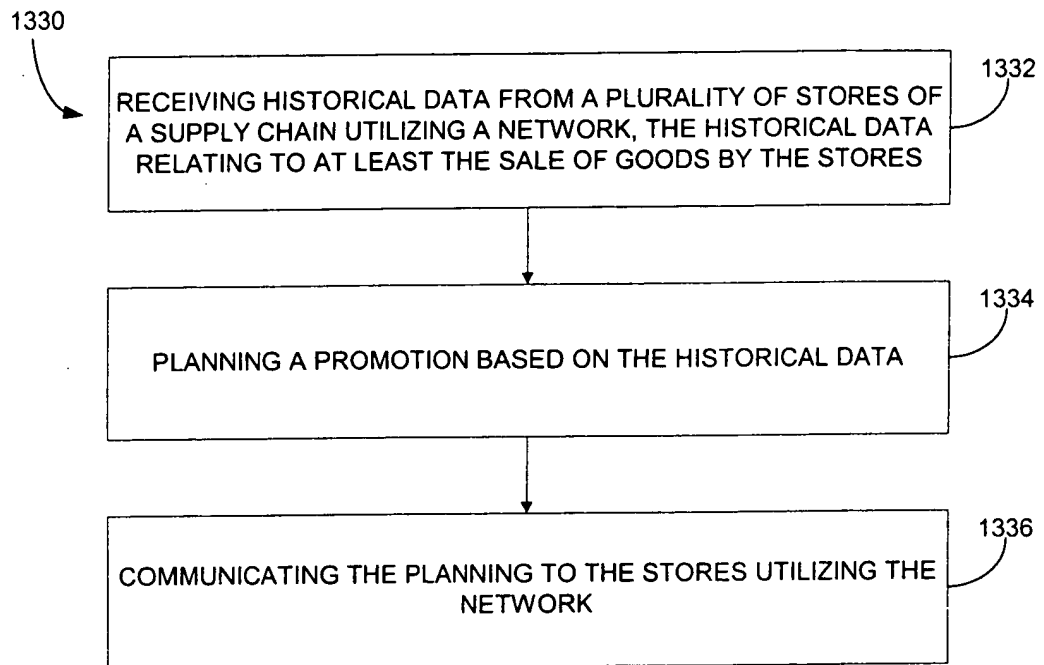 1330
1332
RECEIVING HISTORICAL DATA FROM A PLURALITY OF STORES OF
A SUPPLY CHAIN UTILIZING A NETWORK, THE HISTORICAL DATA
RELATING TO AT LEAST THE SALE OF GOODS BY THE STORES
1334
PLANNING A PROMOTION BASED ON THE HISTORICAL DATA
1336
COMMUNICATING THE PLANNING TO THE STORES UTILIZING THE
NETWORK